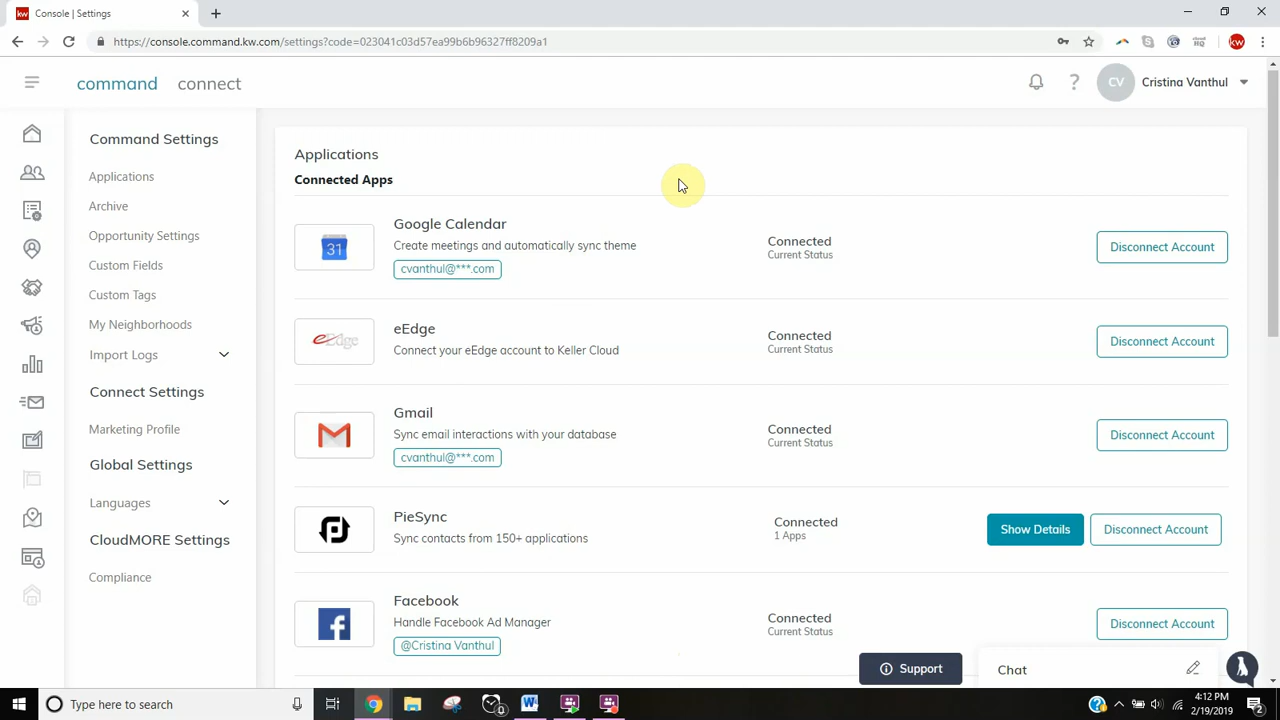 Console | Settings
https://console.command.kw.com/settings?code=023041c03d57ea99b6b96327ff8209a1
command connect
CV Cristina Vanthul
Command Settings
Applications
Archive
Opportunity Settings
Custom Fields
Custom Tags
My Neighborhoods
Import Logs
Connect Settings
Marketing Profile
Global Settings
Languages
CloudMORE Settings
Compliance
Applications
Connected Apps
31
Google Calendar
Create meetings and automatically sync theme
cvanthul@***.com
Connected
Current Status
Disconnect Account
eEdge
eEdge
Connect your eEdge account to Keller Cloud
Connected
Current Status
Disconnect Account
Gmail
Sync email interactions with your database
cvanthul@***.com
Connected
Current Status
Disconnect Account
PieSync
Sync contacts from 150+ applications
Connected
1 Apps
Show Details
Disconnect Account
Facebook
Handle Facebook Ad Manager
@Cristina Vanthul
Connected
Current Status
Disconnect Account
Support
Chat
Type here to search
4:12 PM
2/19/2019